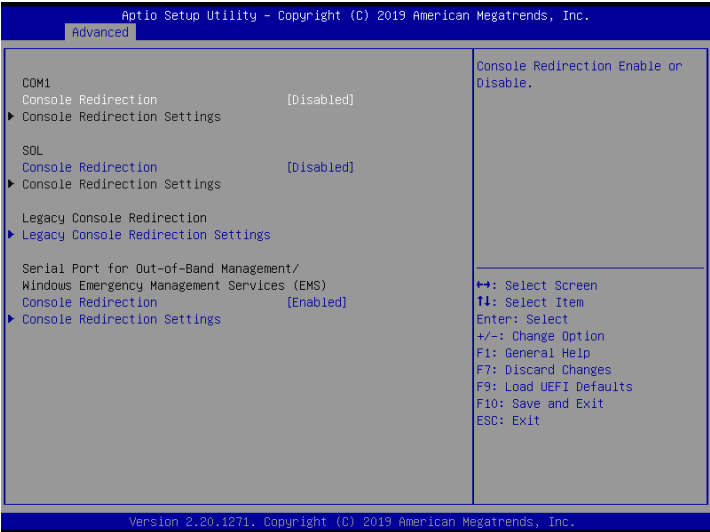 Aptio Setup Utility – Copyright (C) 2019 American Megatrends, Inc.
Advanced
COM1
Console Redirection [Disabled]
Console Redirection Settings
SOL
Console Redirection [Disabled]
Console Redirection Settings
Legacy Console Redirection
Legacy Console Redirection Settings
Serial Port for Out-of-Band Management/
Windows Emergency Management Services (EMS)
Console Redirection [Enabled]
Console Redirection Settings
Console Redirection Enable or
Disable.
↔: Select Screen
↑↓: Select Item
Enter: Select
+/-: Change Option
F1: General Help
F7: Discard Changes
F9: Load UEFI Defaults
F10: Save and Exit
ESC: Exit
Version 2.20.1271. Copyright (C) 2019 American Megatrends, Inc.